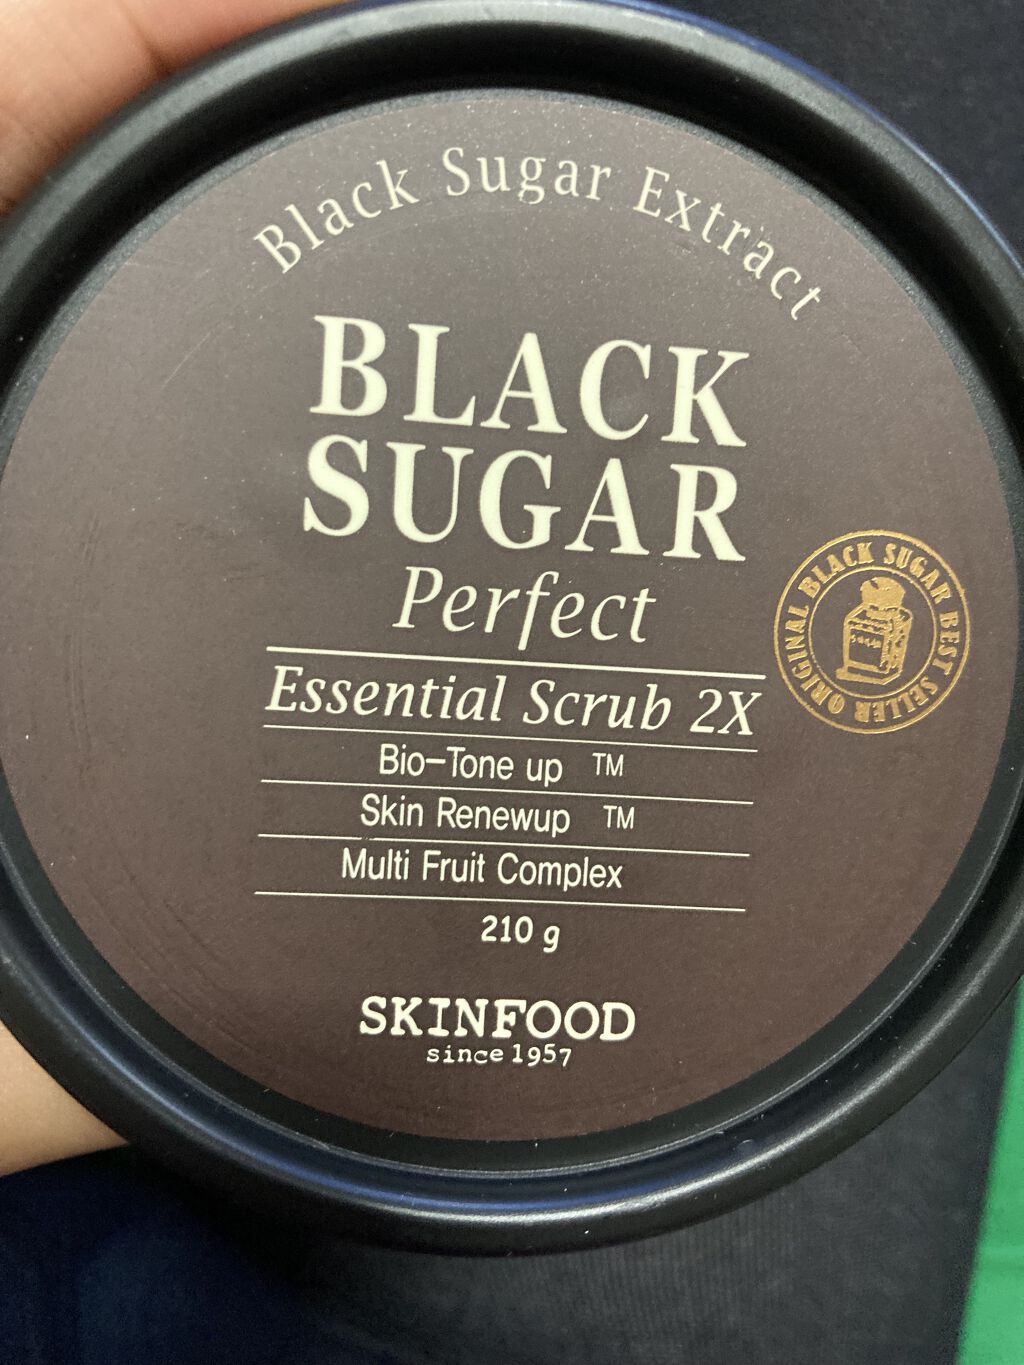 Black Sugar Extract
BLACK
SUGAR
Perfect
Essential Scrub 2X
Bio-Tone up TM
Skin Renewup TM
Multi Fruit Complex
210 g
SKINFOOD
since 1957
ORIGINAL BLACK SUGAR BEST SELLER
SUGAR